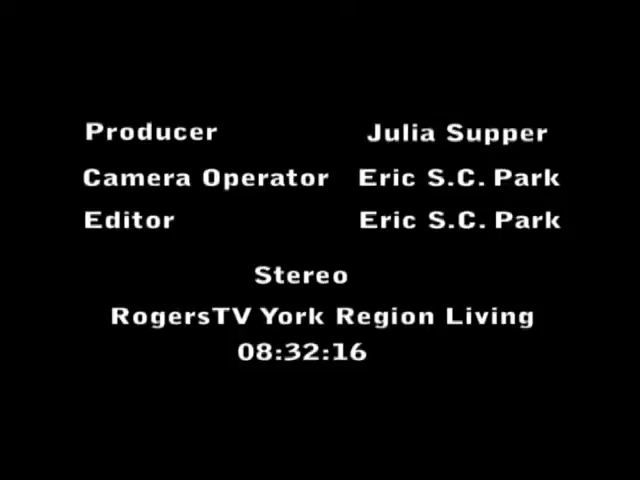 Producer Julia Supper
Camera Operator Eric S.C. Park
Editor Eric S.C. Park
Stereo
RogersTV York Region Living
08:32:16